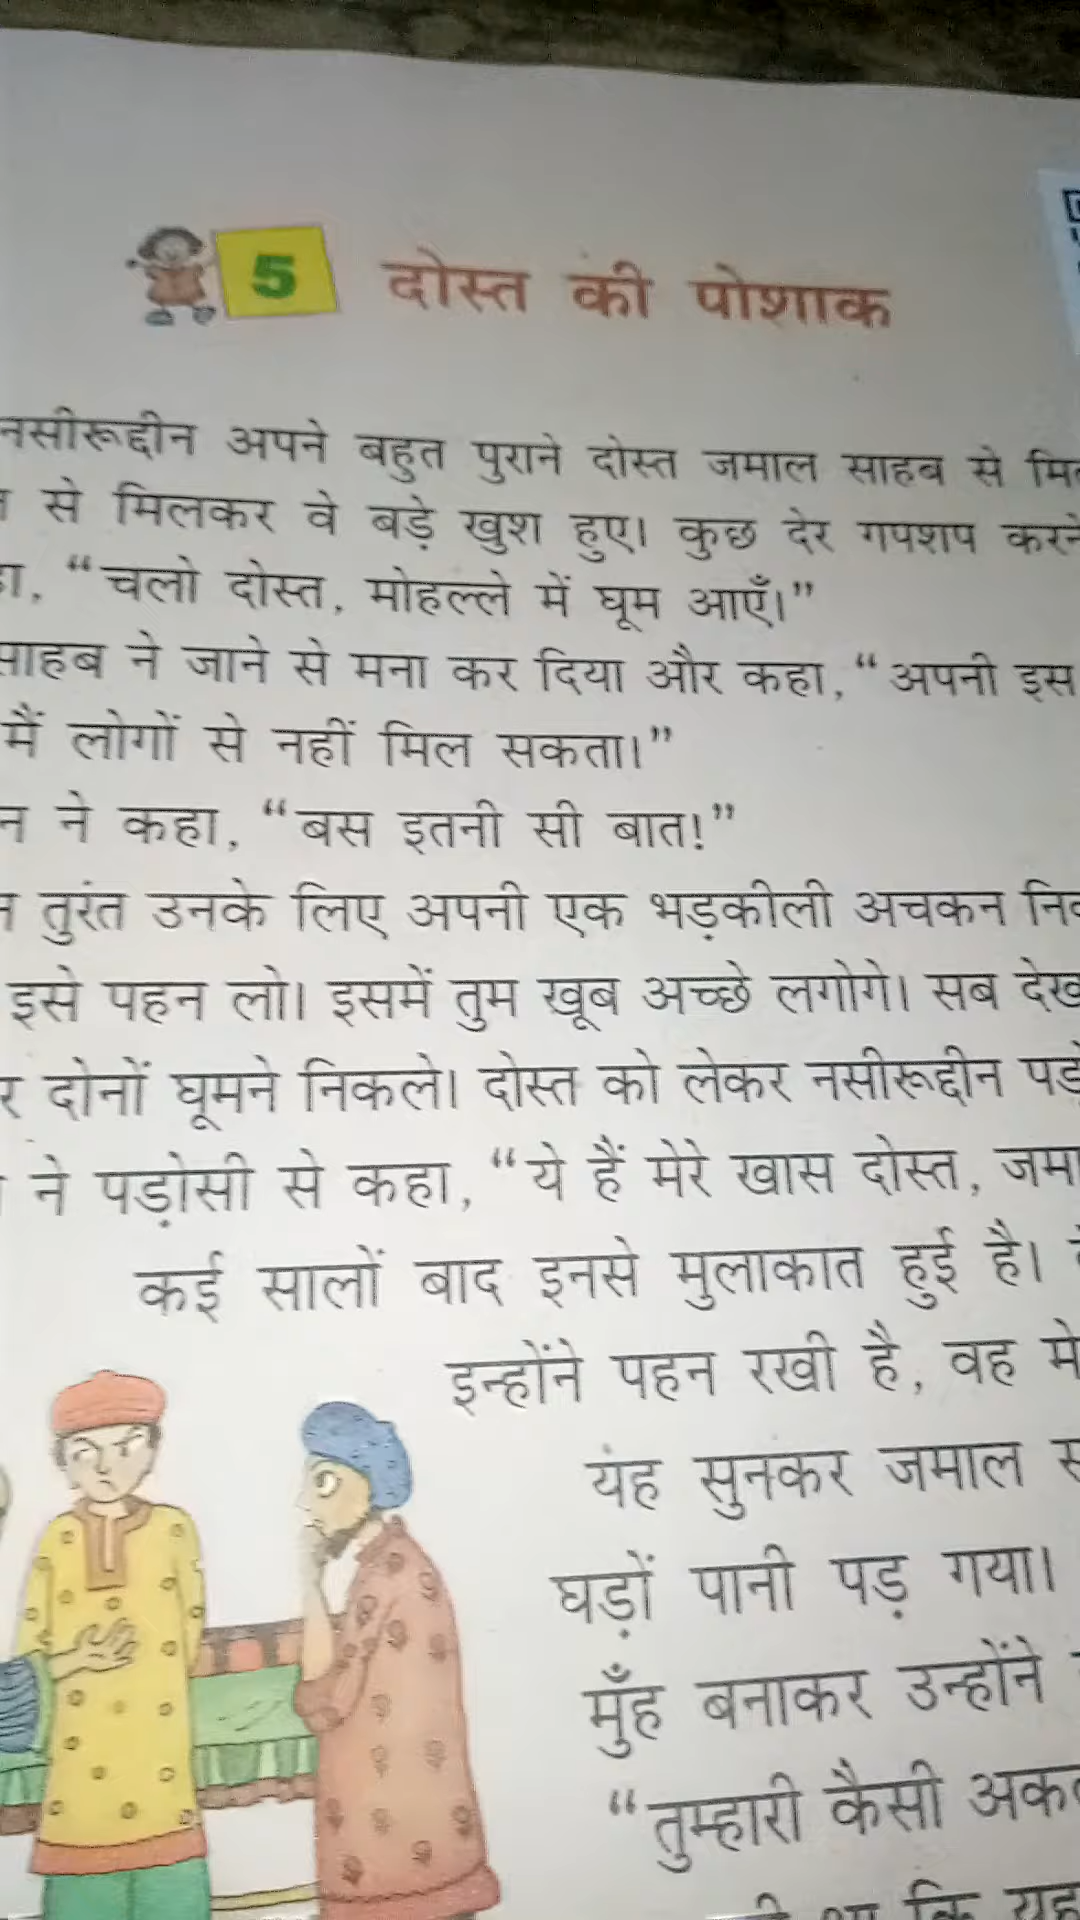 5 दोस्त की पोशाक
नसीरूद्दीन अपने बहुत पुराने दोस्त जमाल साहब से
से मिलकर वे बड़े खुश हुए। कुछ देर गपशप करने
"चलो दोस्त, मोहल्ले में घूम आएँ।"
साहब ने जाने से मना कर दिया और कहा, "अपनी इस
मैं लोगों से नहीं मिल सकता।"
ने कहा, "बस इतनी सी बात!"
तुरंत उनके लिए अपनी एक भड़कीली अचकन
इसे पहन लो। इसमें तुम खूब अच्छे लगोगे। सब
दोनों घूमने निकले। दोस्त को लेकर नसीरूद्दीन
ने पड़ोसी से कहा, "ये हैं मेरे खास दोस्त,
कई सालों बाद इनसे मुलाकात हुई है।
इन्होंने पहन रखी है, वह
यह सुनकर जमाल
घड़ों पानी पड़ गया।
मुँह बनाकर उन्होंने
"तुम्हारी कैसी
कि यह